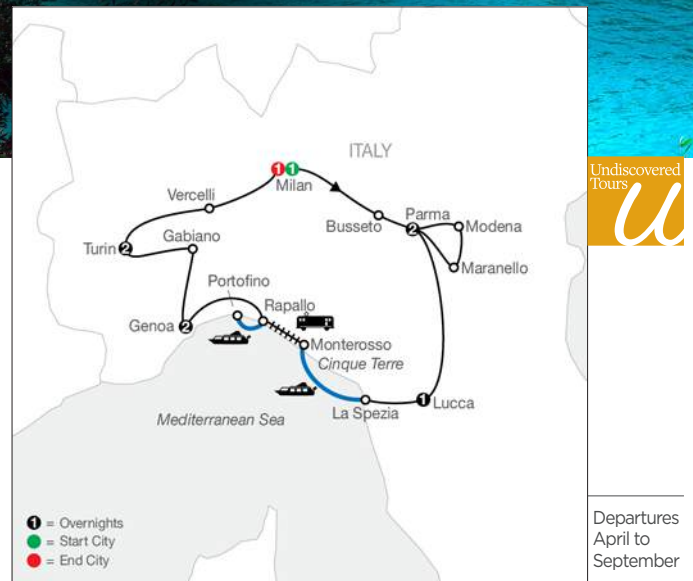 ITALY
1 1
Milan
Vercelli
Busseto
Parma
2
Modena
Maranello
Turin 2
Gabiano
Portofino
Rapallo
Genoa 2
Monterosso
Cinque Terre
La Spezia
1 Lucca
Mediterranean Sea
1 = Overnights
= Start City
= End City
Undiscovered
Tours
U
Departures
April to
September